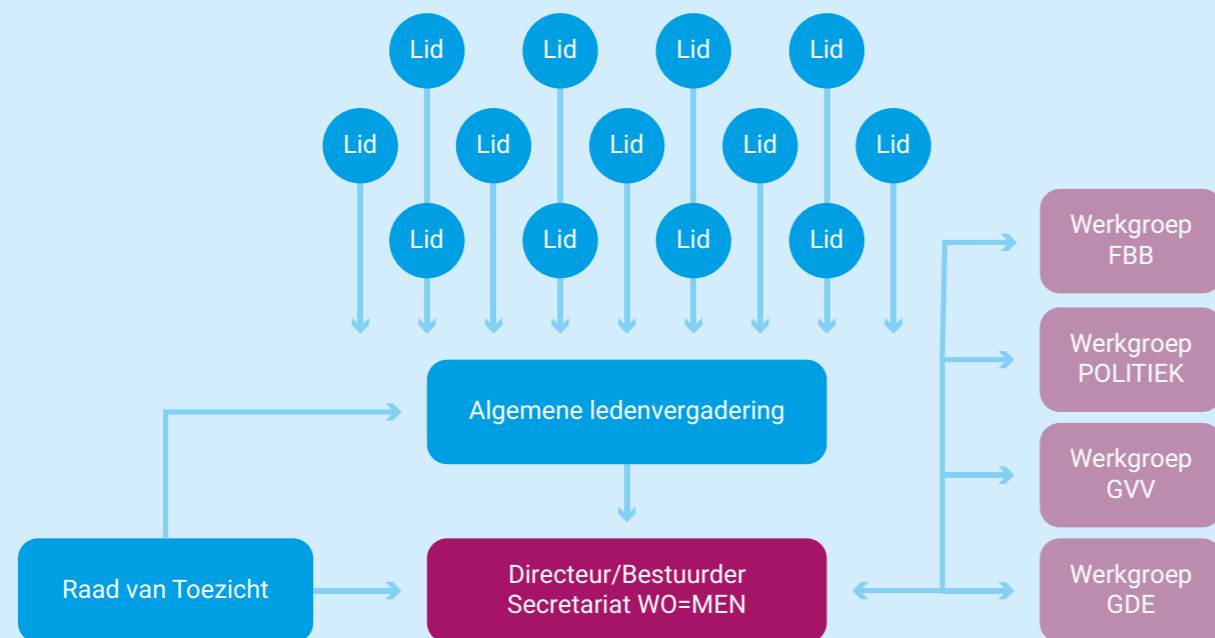 Lid
Lid
Lid
Lid
Lid
Lid
Lid
Lid
Lid
Lid
Lid
Lid
Lid
Werkgroep
FBB
Werkgroep
POLITIEK
Algemene ledenvergadering
Werkgroep
GVV
Raad van Toezicht
Directeur/Bestuurder
Secretariat WO=MEN
Werkgroep
GDE